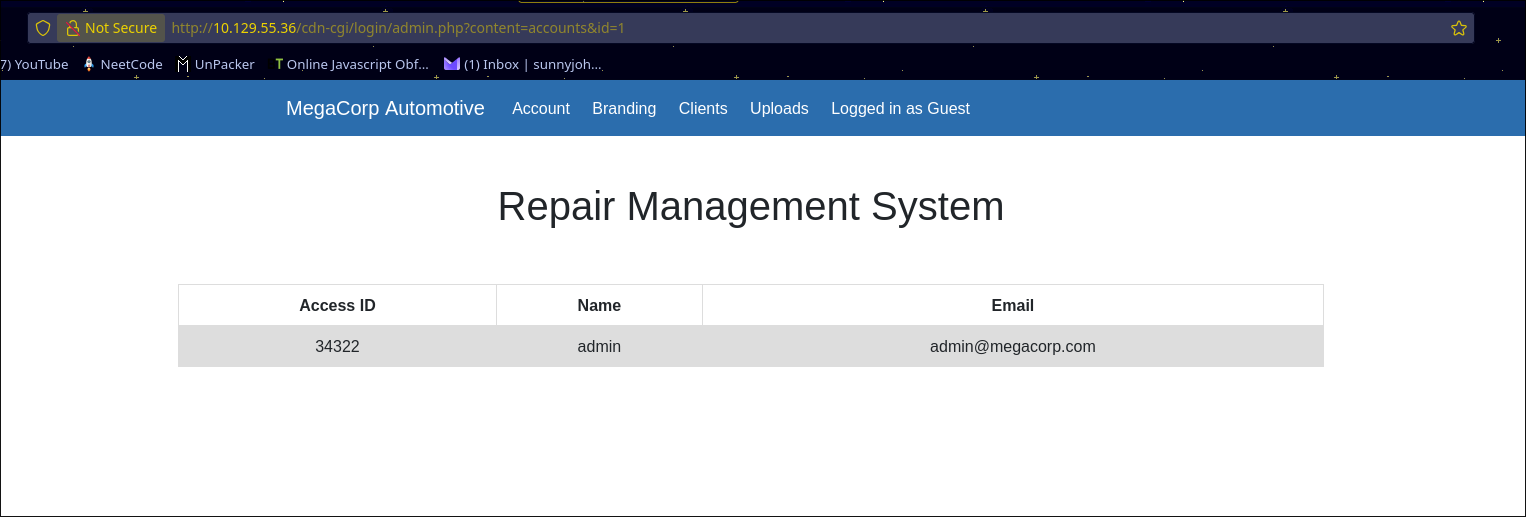 Not Secure http://10.129.55.36/cdn-cgi/login/admin.php?content=accounts&id=1
7) YouTube NeetCode UnPacker Online Javascript Obf... (1) Inbox | sunnyjoh...
MegaCorp Automotive Account Branding Clients Uploads Logged in as Guest
Repair Management System
Access ID Name Email
34322 admin admin@megacorp.com